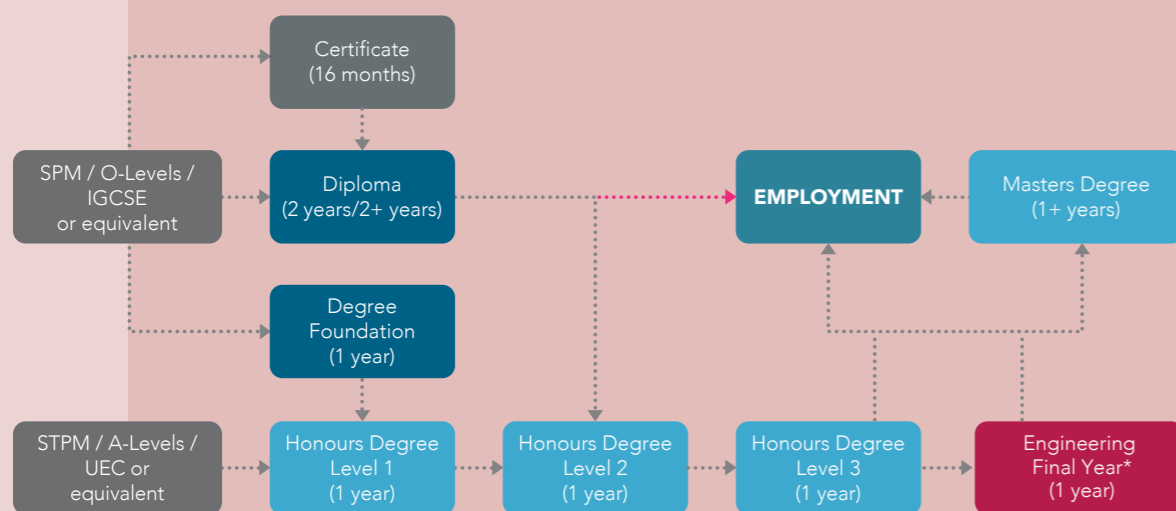 Certificate
(16 months)
SPM / O-Levels /
IGCSE
or equivalent
Diploma
(2 years/2+ years)
EMPLOYMENT
Masters Degree
(1+ years)
Degree
Foundation
(1 year)
STPM / A-Levels /
UEC or
equivalent
Honours Degree
Level 1
(1 year)
Honours Degree
Level 2
(1 year)
Honours Degree
Level 3
(1 year)
Engineering
Final Year*
(1 year)